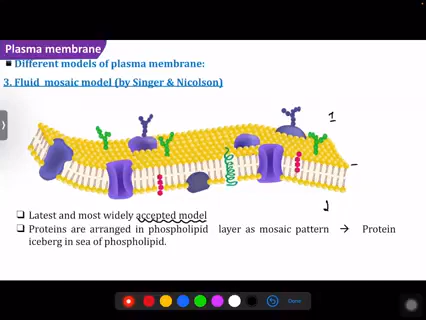 Plasma membrane
Different models of plasma membrane:
3. Fluid mosaic model (by Singer & Nicolson)
1
Latest and most widely accepted model
Proteins are arranged in phospholipid layer as mosaic pattern → Protein
iceberg in sea of phospholipid.
Done